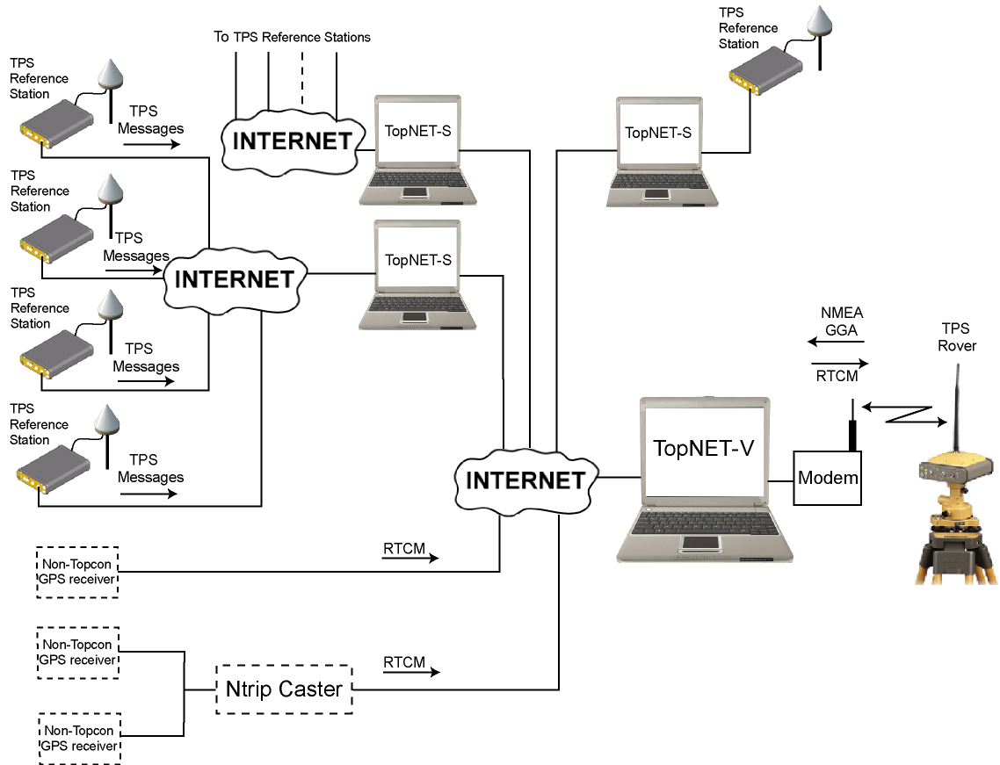 To TPS Reference Stations
TPS
Reference
Station
TPS
Reference
Station
TPS
Messages
INTERNET
TopNET-S
TopNET-S
TPS
Reference
Station
TPS
Messages
INTERNET
TopNET-S
TPS
Reference
Station
TPS
Messages
NMEA
GGA
RTCM
TPS
Rover
TPS
Reference
Station
TPS
Messages
INTERNET
TopNET-V
Modem
Non-Topcon
GPS receiver
RTCM
Non-Topcon
GPS receiver
Ntrip Caster
RTCM
Non-Topcon
GPS receiver